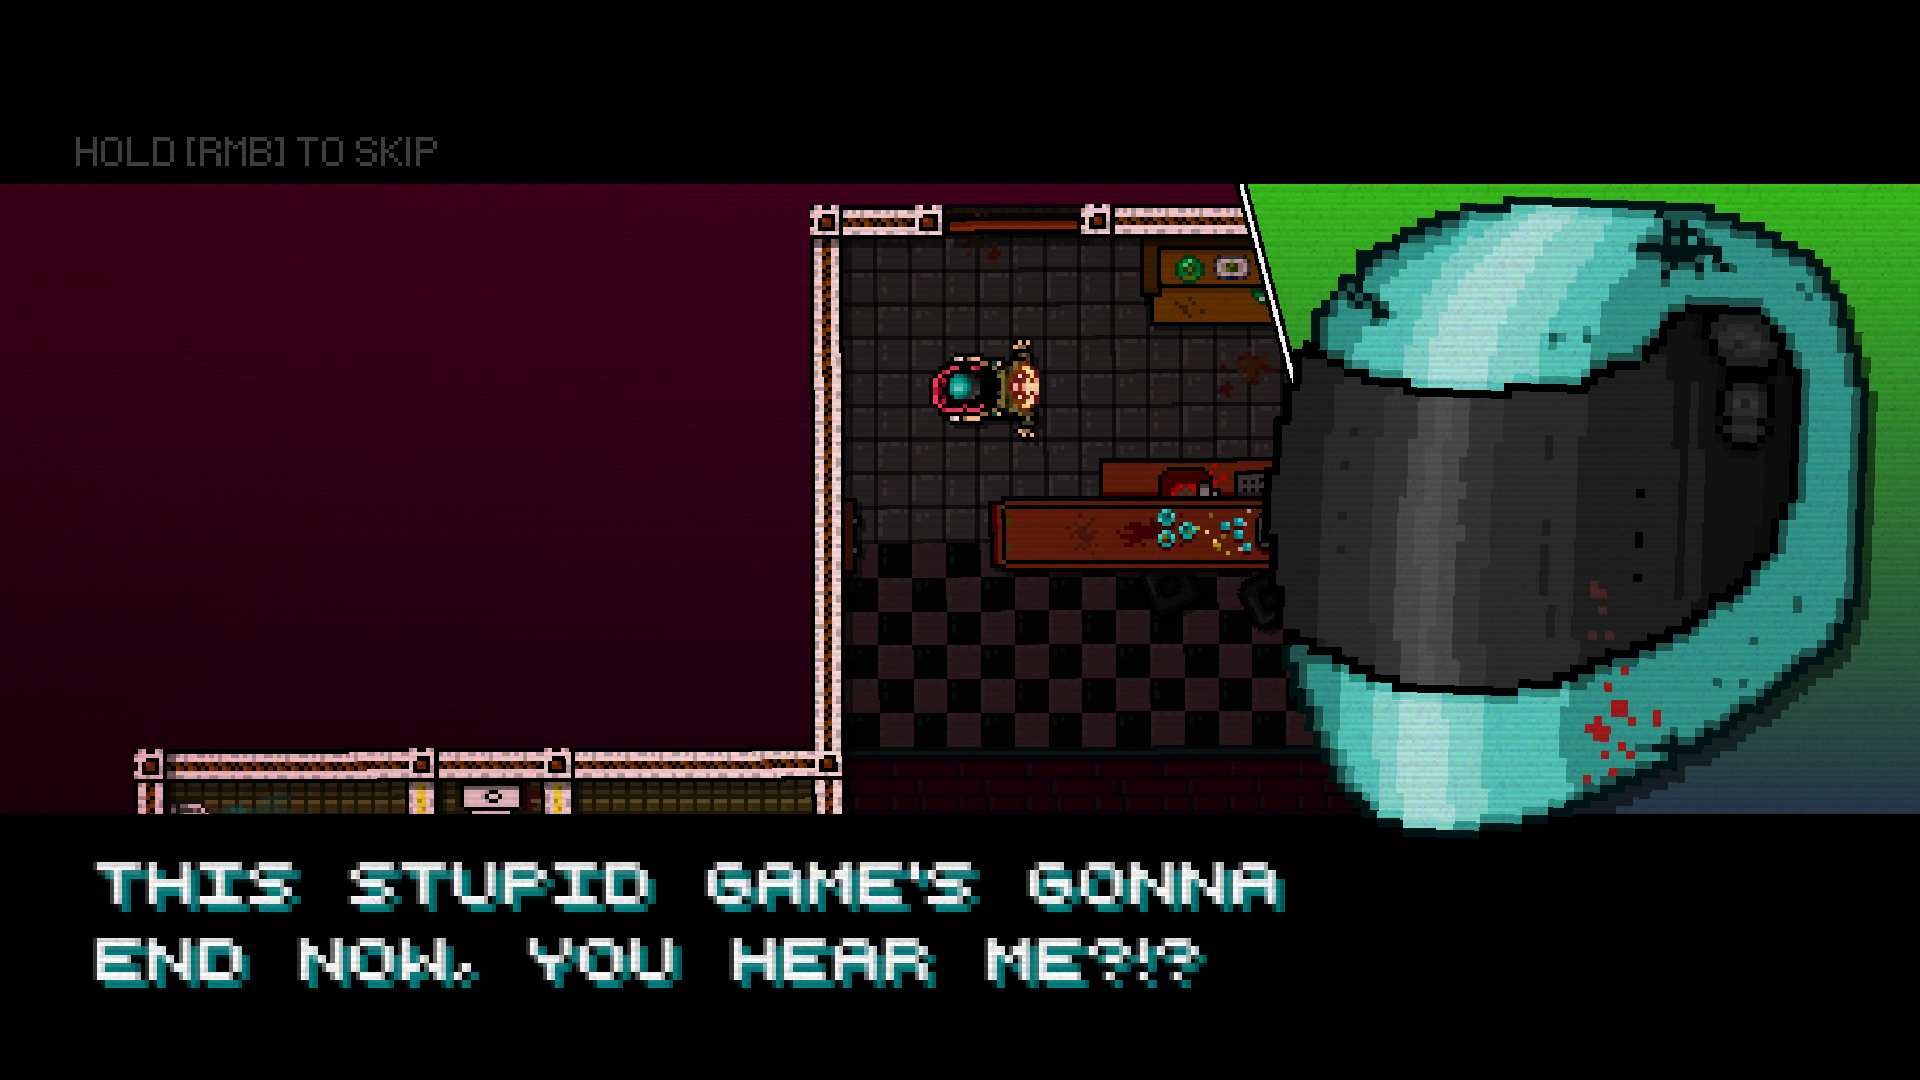 HOLD [RMB] TO SKIP
THIS STUPID GAME'S GONNA
END NOW. YOU HEAR ME?!?